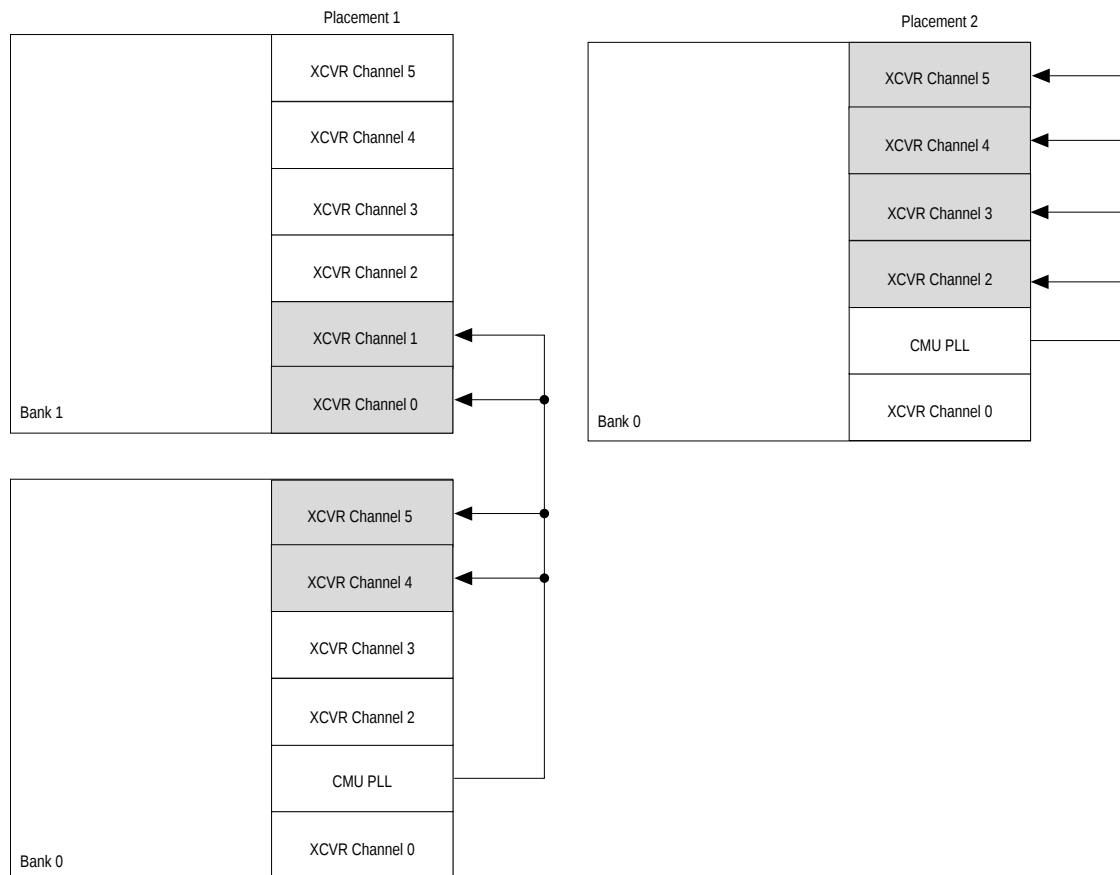 Placement 1
XCVR Channel 5
XCVR Channel 4
XCVR Channel 3
XCVR Channel 2
XCVR Channel 1
XCVR Channel 0
Bank 1
XCVR Channel 5
XCVR Channel 4
XCVR Channel 3
XCVR Channel 2
CMU PLL
XCVR Channel 0
Bank 0
Placement 2
XCVR Channel 5
XCVR Channel 4
XCVR Channel 3
XCVR Channel 2
CMU PLL
XCVR Channel 0
Bank 0